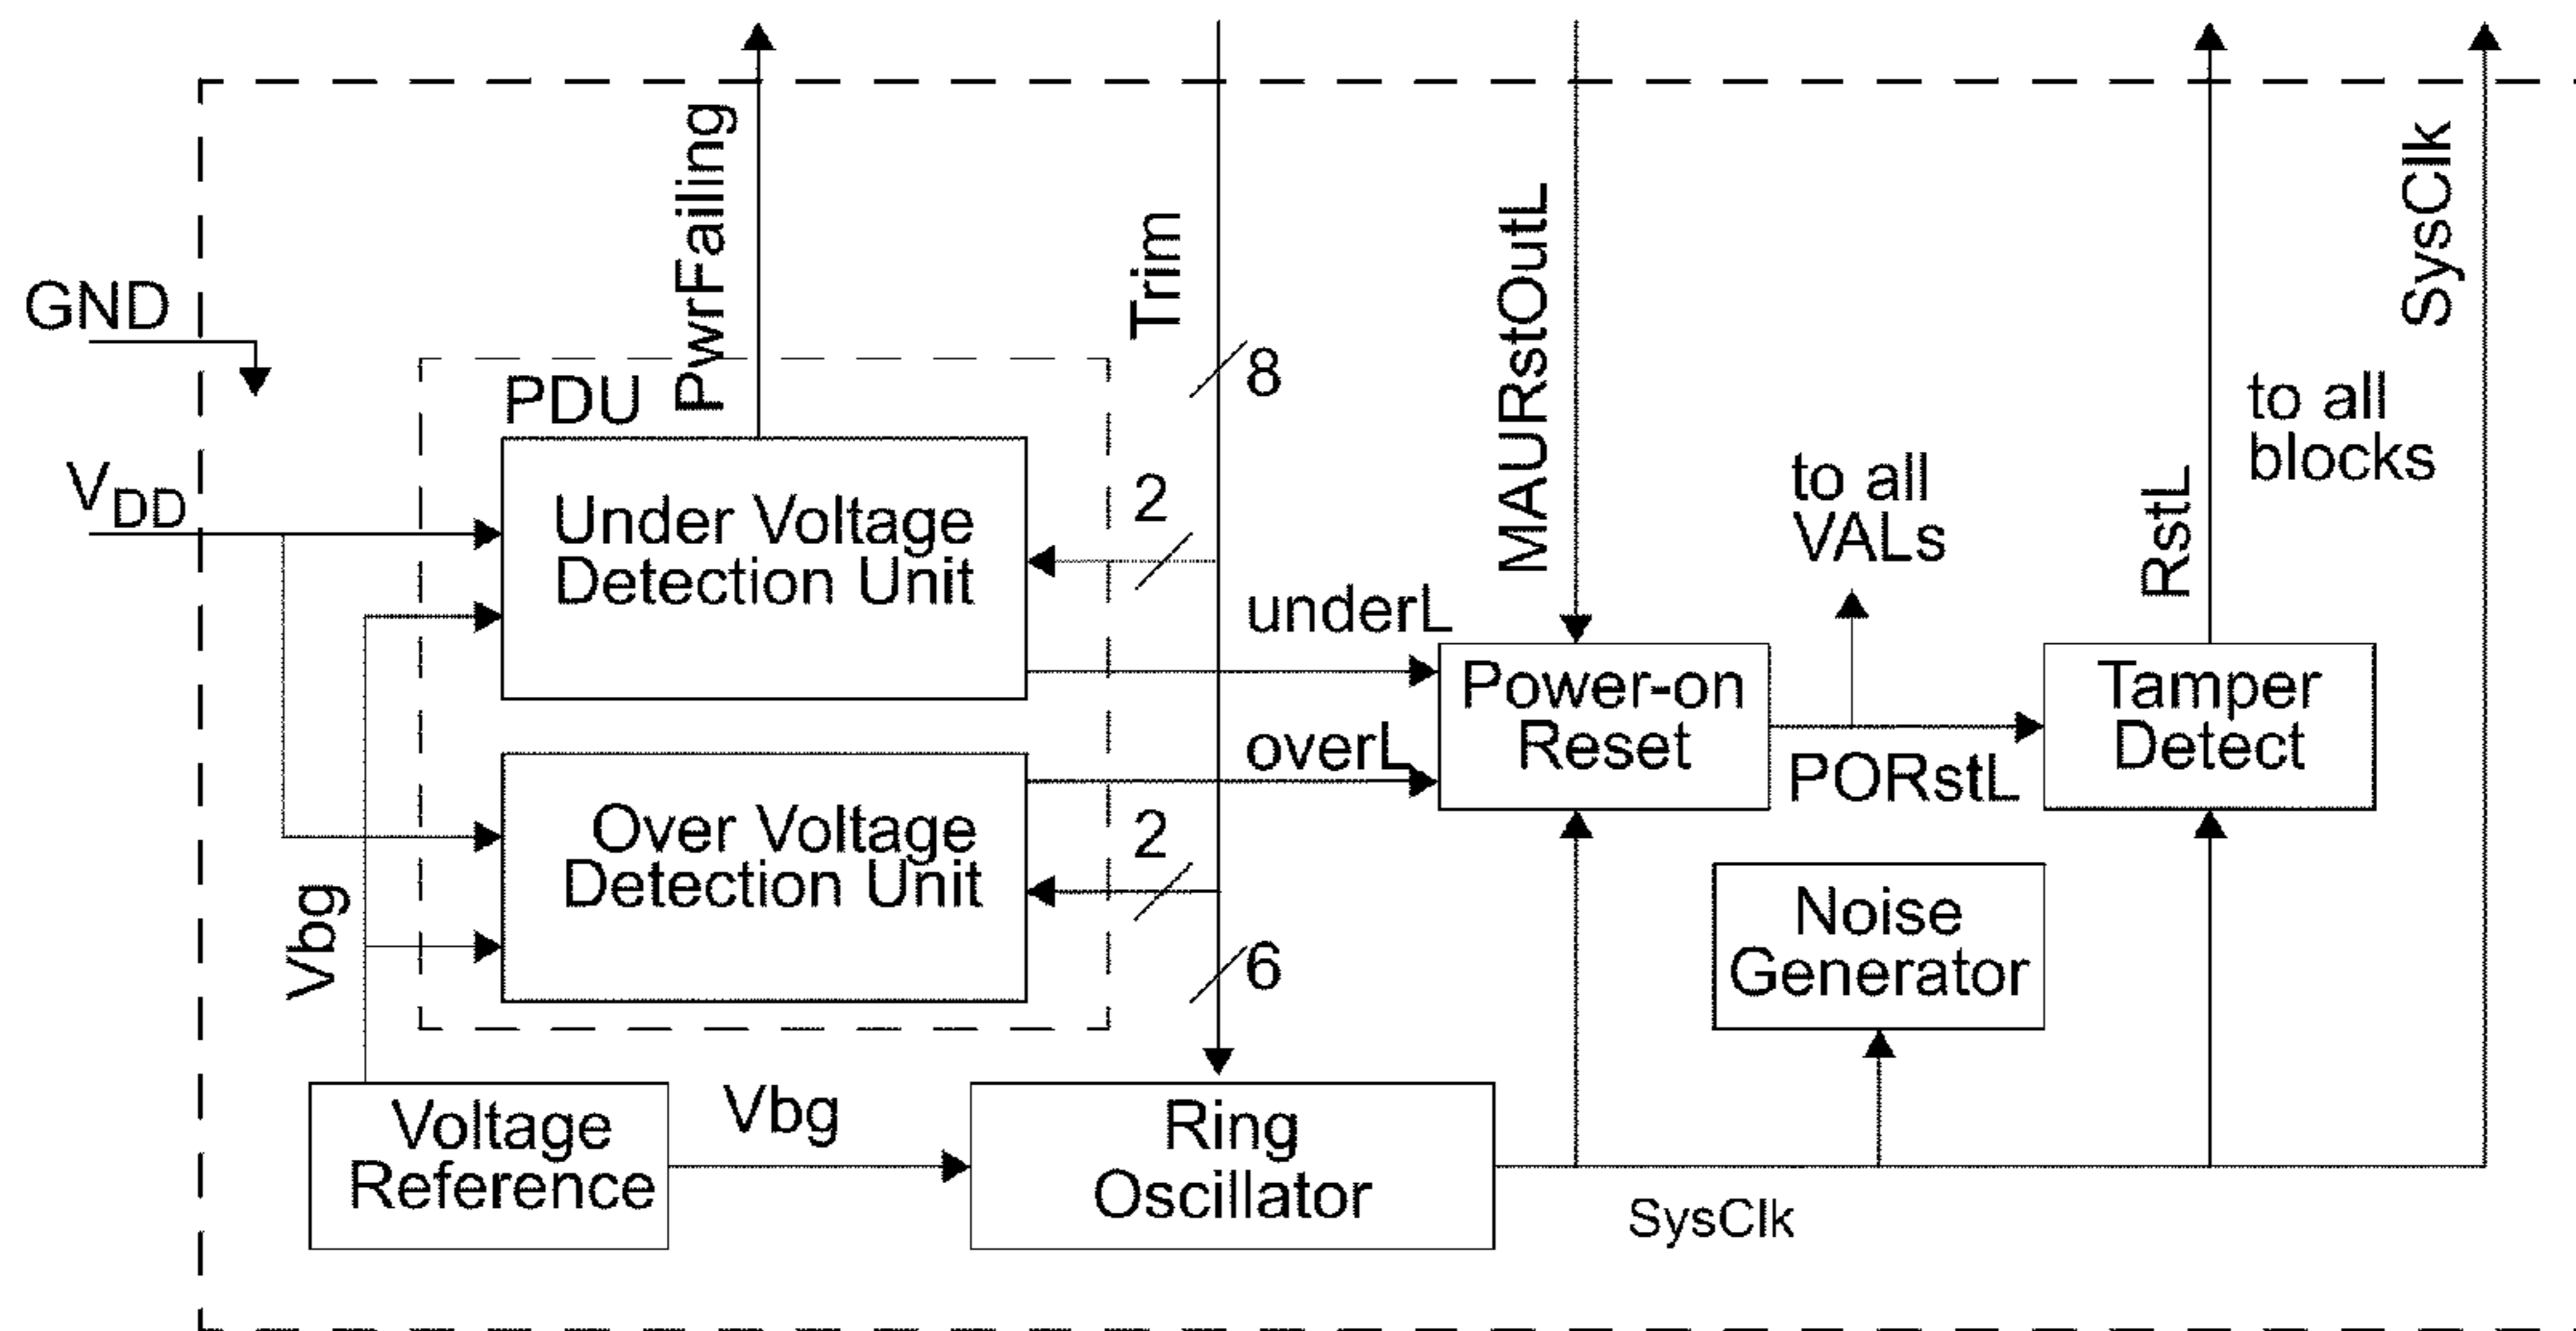 GND
V_DD
PwrFailing
Trim
8
MAURstOutL
SysClk
to all
blocks
RstL
to all
VALs
PDU
Under Voltage
Detection Unit
2
underL
Power-on
Reset
Tamper
Detect
overL
PORstL
Over Voltage
Detection Unit
2
6
Noise
Generator
Vbg
Voltage
Reference
Vbg
Ring
Oscillator
SysClk